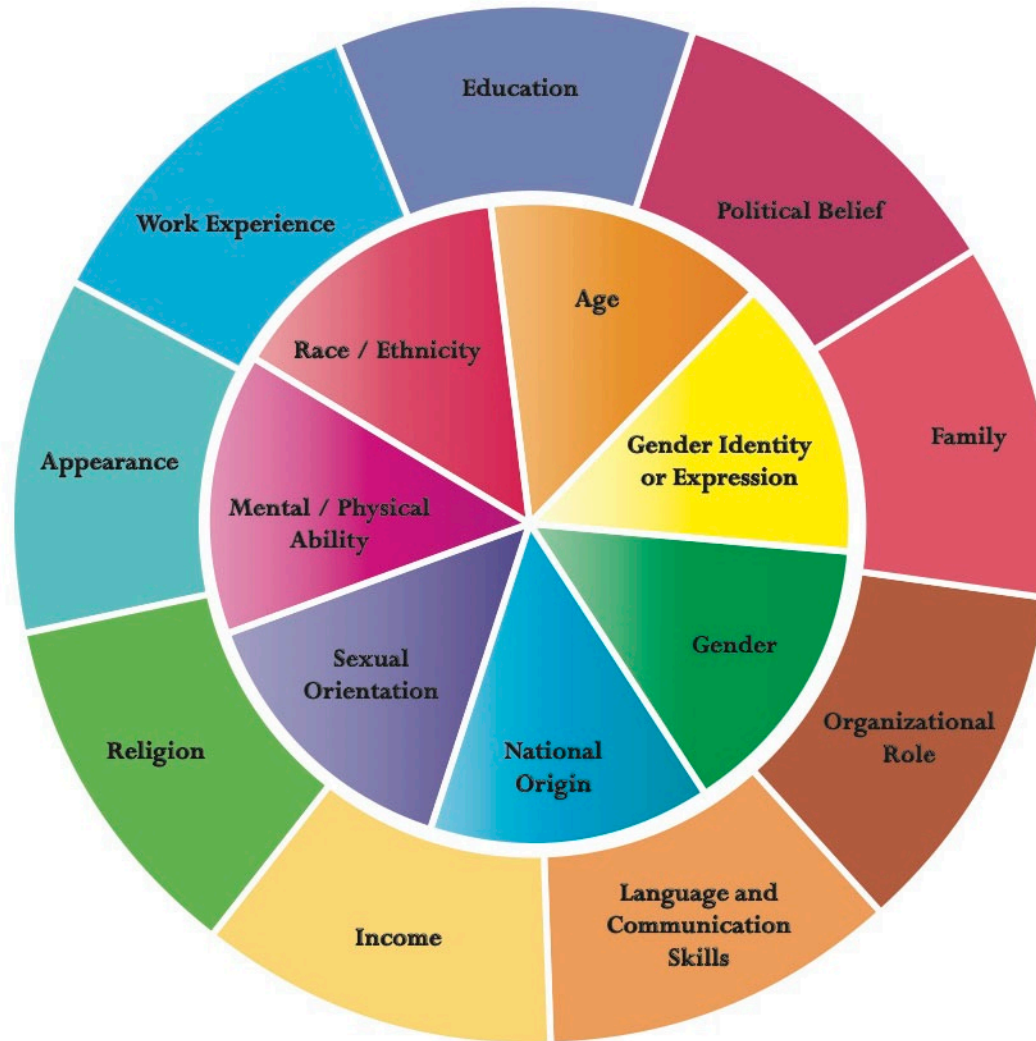 Education
Political Belief
Family
Organizational
Role
Language and
Communication
Skills
Income
Religion
Appearance
Work Experience
Age
Gender Identity
or Expression
Gender
National
Origin
Sexual
Orientation
Mental / Physical
Ability
Race / Ethnicity